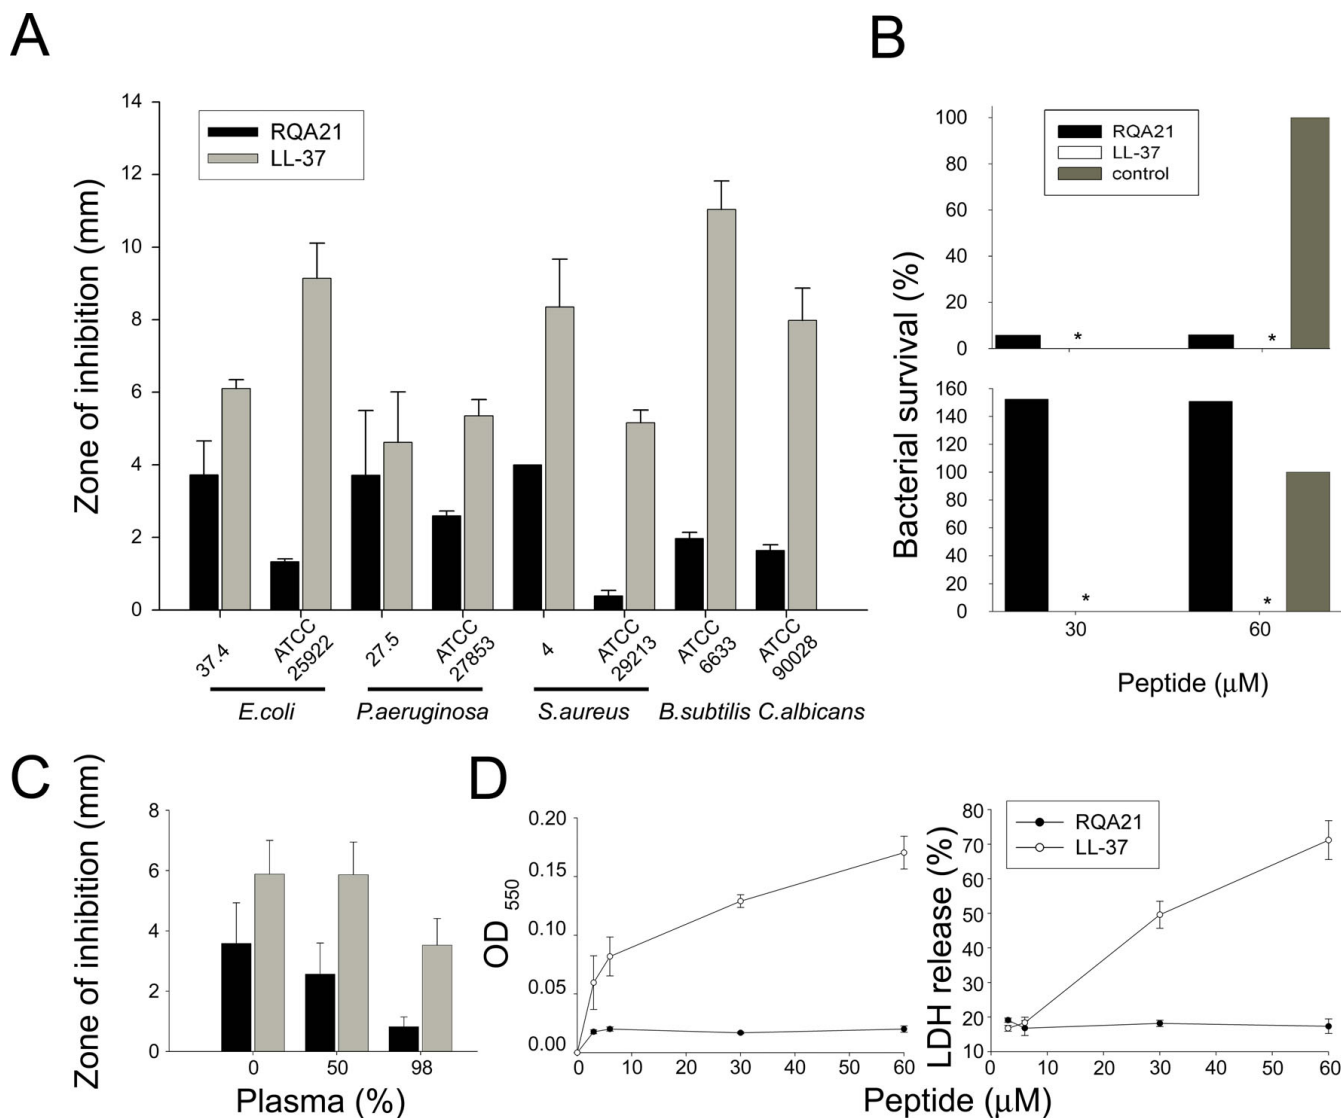 A
14
12
10
8
6
4
2
0
Zone of inhibition (mm)
RQA21
LL-37
37.4
ATCC 25922
27.5
ATCC 27853
4
ATCC 29213
ATCC 6633
ATCC 90028
E.coli
P.aeruginosa
S.aureus
B.subtilis
C.albicans
B
100
80
60
40
20
0
RQA21
LL-37
control
*
*
Bacterial survival (%)
160
140
120
100
80
60
40
20
0
*
*
30
60
Peptide (μM)
C
8
6
4
2
0
Zone of inhibition (mm)
0
50
98
Plasma (%)
D
0.20
0.15
0.10
0.05
0.00
OD 550
0 10 20 30 40 50 60
80
70
60
50
40
30
20
10
LDH release (%)
RQA21
LL-37
0 10 20 30 40 50 60
Peptide (μM)